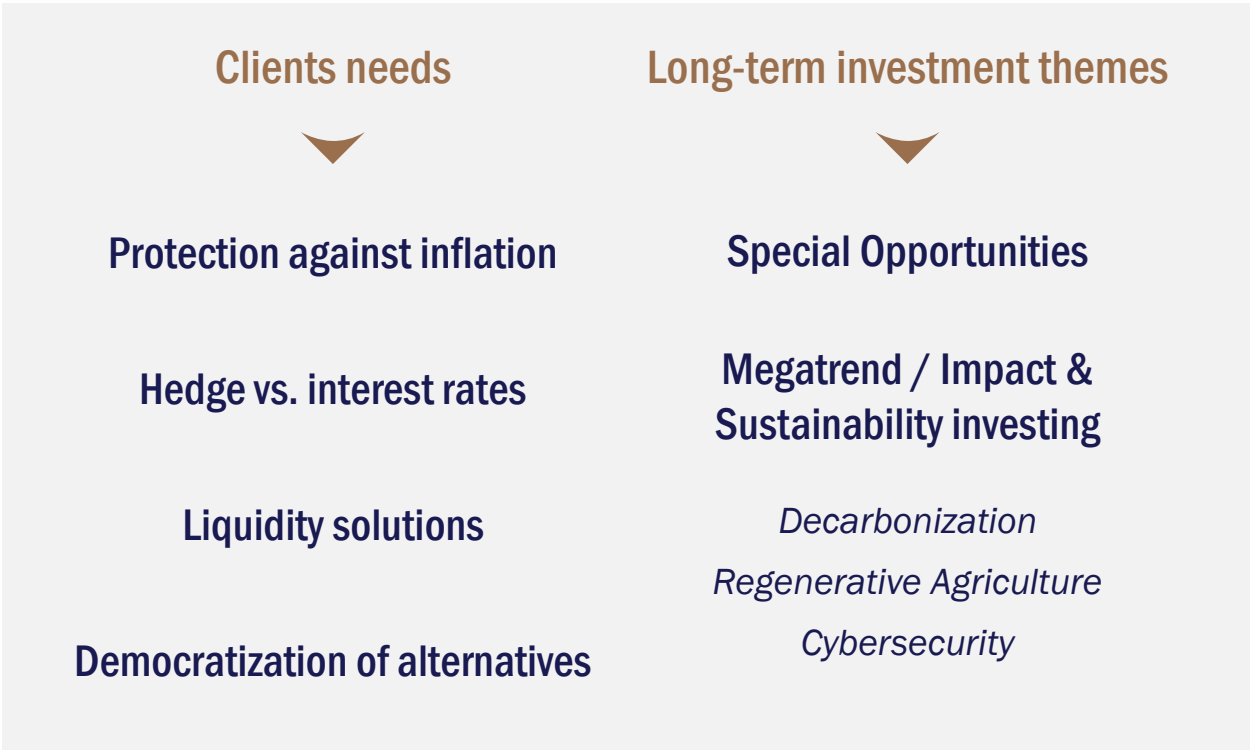 Clients needs
Protection against inflation
Hedge vs. interest rates
Liquidity solutions
Democratization of alternatives
Long-term investment themes
Special Opportunities
Megatrend / Impact &
Sustainability investing
Decarbonization
Regenerative Agriculture
Cybersecurity